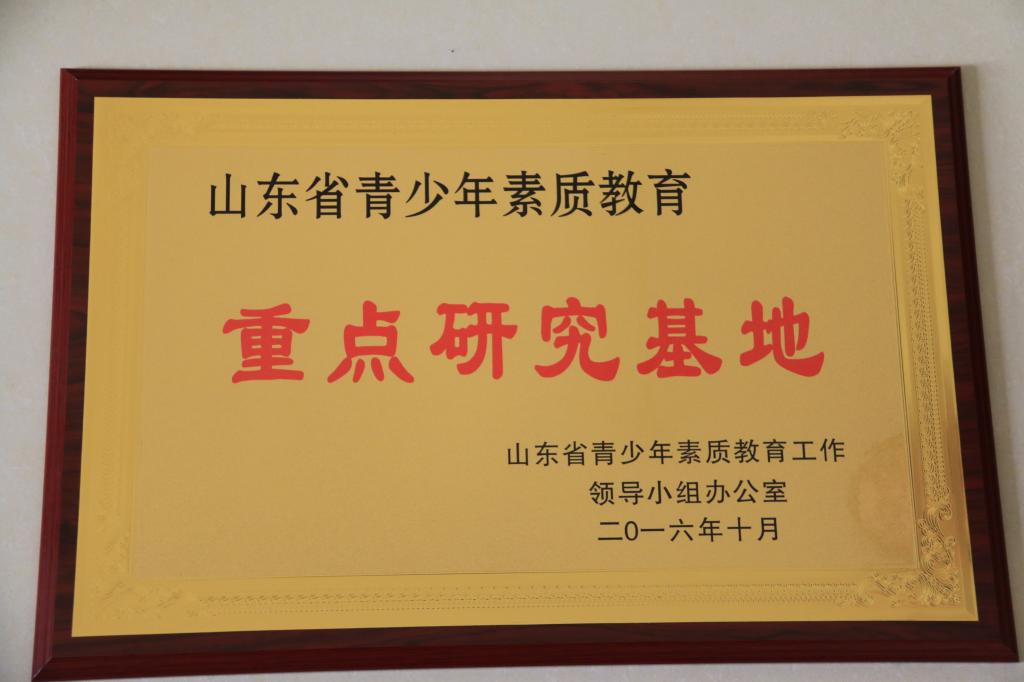 山东省青少年素质教育
重点研究基地
山东省青少年素质教育工作
领导小组办公室
二0一六年十月